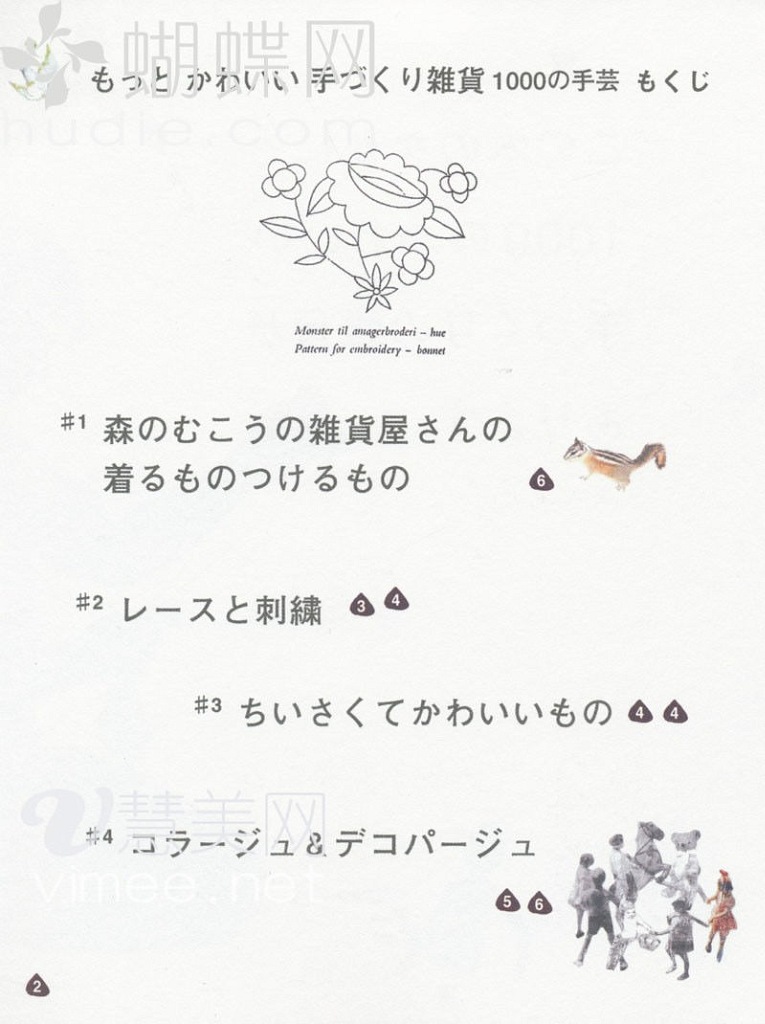 蝴蝶网
hudie.com
もっと かわいい 手づくり雑貨 1000の手芸 もくじ
Mønster til amagerbroderi – hue
Pattern for embroidery – bonnet
#1 森のむこうの雑貨屋さんの
着るものつけるもの 6
#2 レースと刺繍 3 4
#3 ちいさくてかわいいもの 4 4
慧美网
#4 コラージュ&デコパージュ
vimee.net
5 6
2